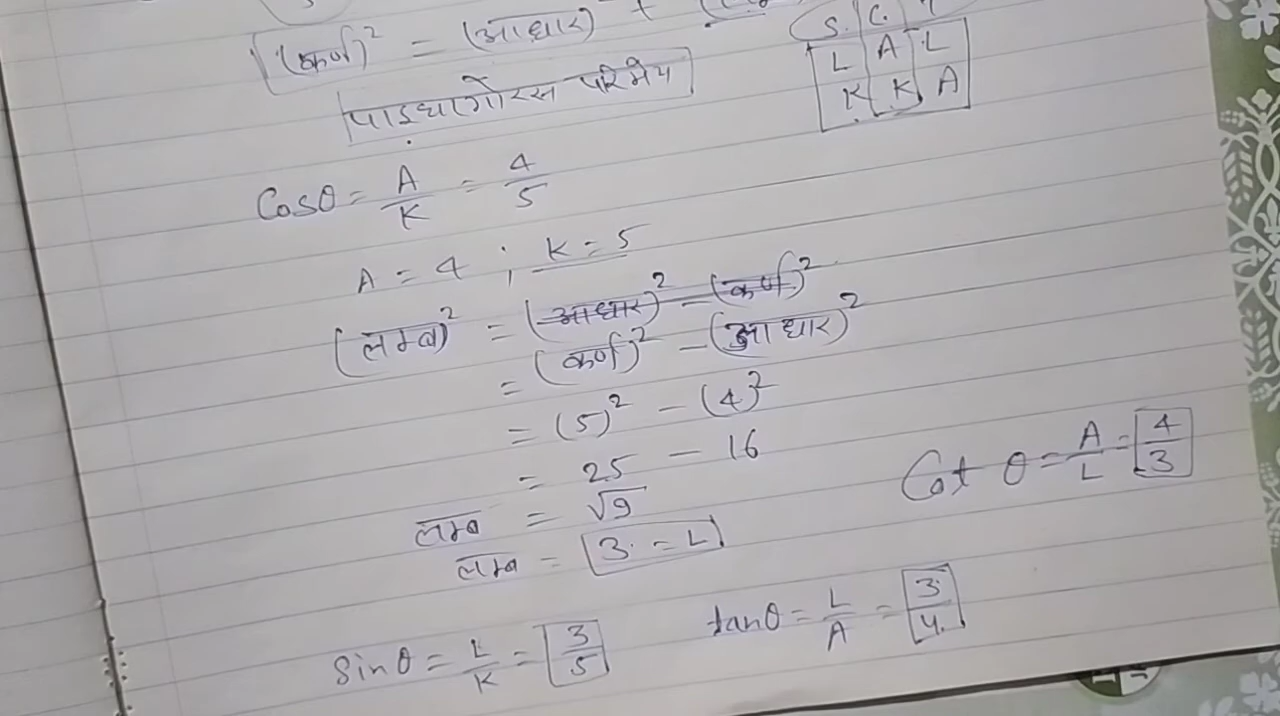 (कर्ण)² = (आधार)² +
पाइथागोरस परिमेय
S. C. T
L A L
K K A
Cosθ = A/K = 4/5
A = 4 ; K = 5
(लम्ब)² = (आधार)² - (कर्ण)²
= (कर्ण)² - (आधार)²
= (5)² - (4)²
= 25 - 16
लम्ब = √9
लम्ब = 3 = L
Cot θ = A/L = 4/3
Sinθ = L/K = 3/5
tanθ = L/A = 3/4